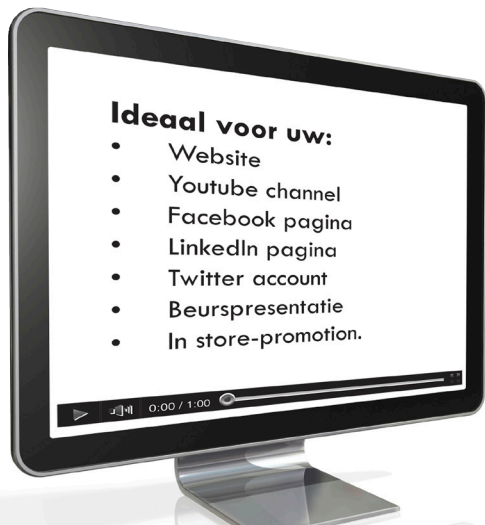 Ideaal voor uw:
• Website
• Youtube channel
• Facebook pagina
• LinkedIn pagina
• Twitter account
• Beurspresentatie
• In store-promotion.
0:00 / 1:00